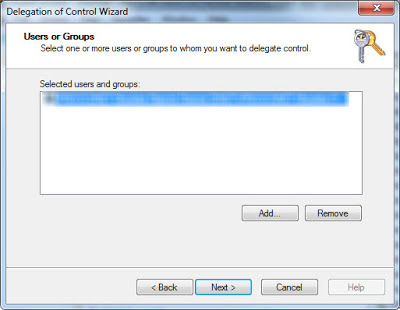 Delegation of Control Wizard
Users or Groups
Select one or more users or groups to whom you want to delegate control.
Selected users and groups:
Add...
Remove
< Back
Next >
Cancel
Help